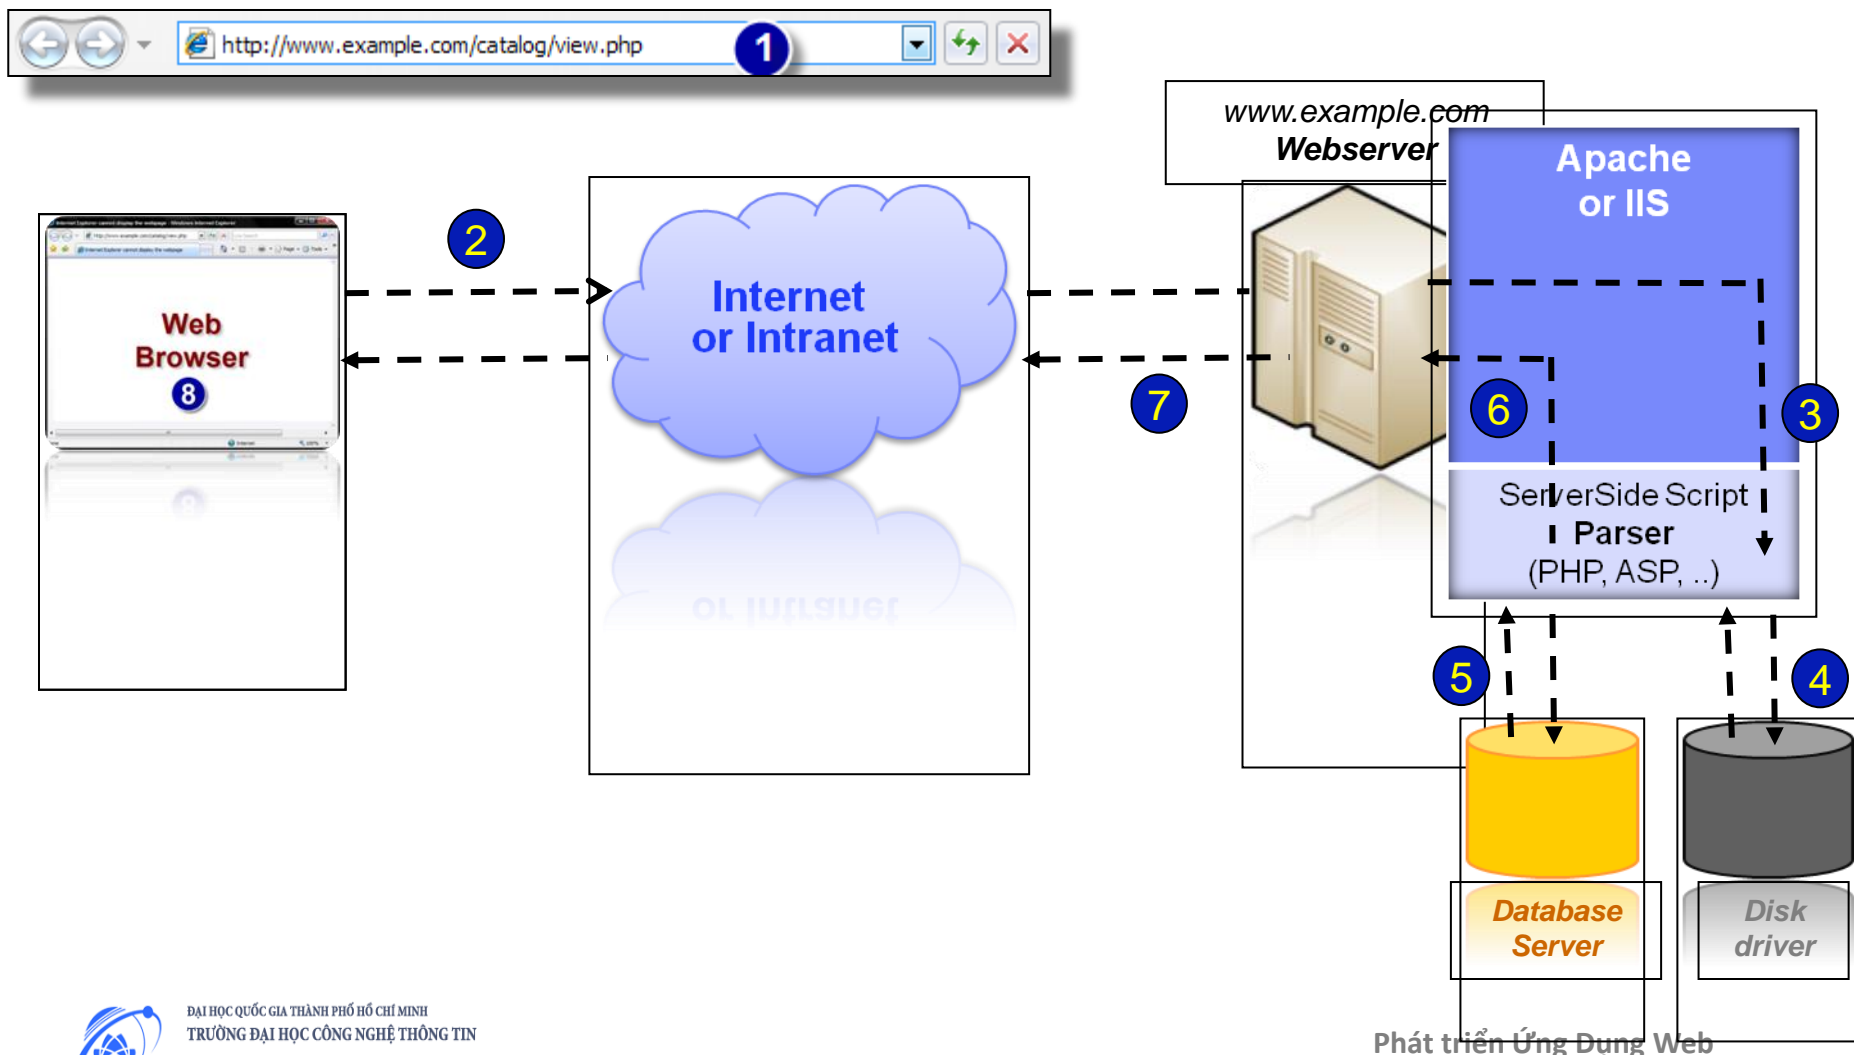 http://www.example.com/catalog/view.php
1
www.example.com
Webserver
Apache
or IIS
2
Internet
or Intranet
Web
Browser
8
7
6
3
ServerSide Script
Parser
(PHP, ASP, ..)
5
4
Database
Server
Disk
driver
ĐẠI HỌC QUỐC GIA THÀNH PHỐ HỒ CHÍ MINH
TRƯỜNG ĐẠI HỌC CÔNG NGHỆ THÔNG TIN
Phát triển Ứng Dụng Web